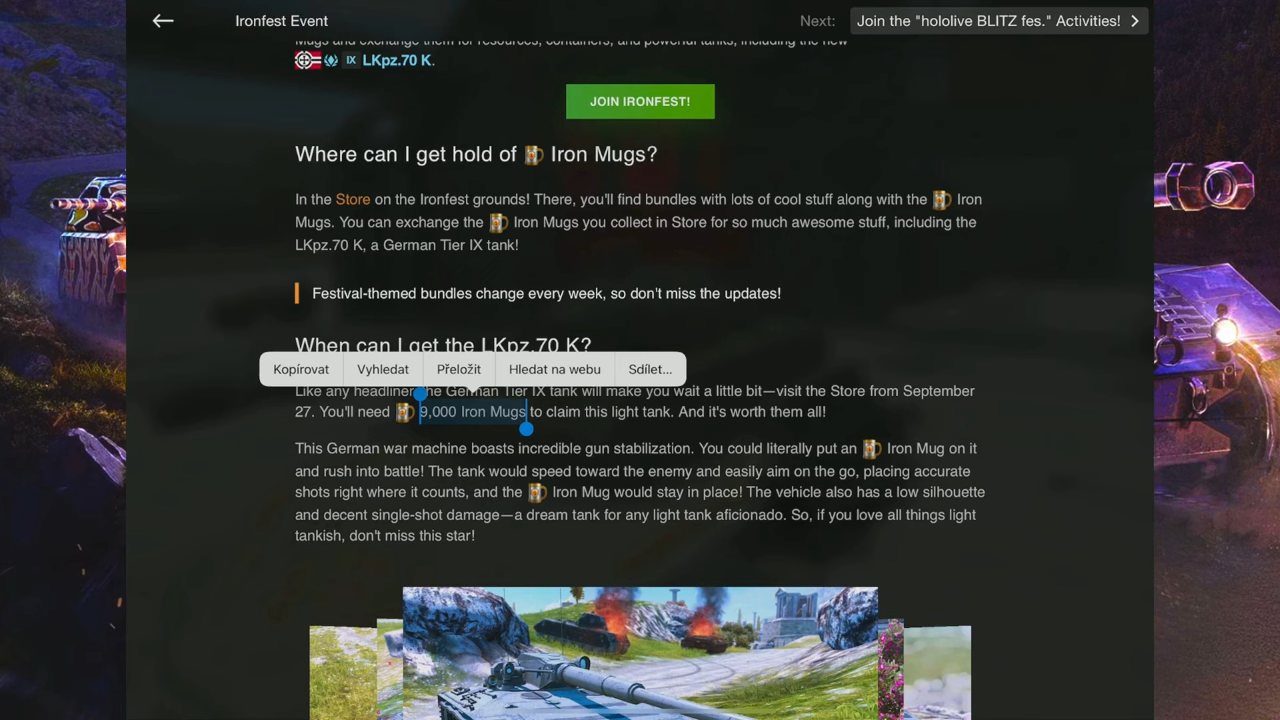 Ironfest Event
Next:
Join the "hololive BLITZ fes." Activities!
Mugs and exchange them for resources, containers, and powerful tanks, including the new
IX LKpz.70 K.
JOIN IRONFEST!
Where can I get hold of Iron Mugs?
In the Store on the Ironfest grounds! There, you'll find bundles with lots of cool stuff along with the Iron
Mugs. You can exchange the Iron Mugs you collect in Store for so much awesome stuff, including the
LKpz.70 K, a German Tier IX tank!
Festival-themed bundles change every week, so don't miss the updates!
When can I get the LKpz.70 K?
Kopírovat Vyhledat Přeložit Hledat na webu Sdílet...
Like any headliner, the German Tier IX tank will make you wait a little bit—visit the Store from September
27. You'll need 9,000 Iron Mugs to claim this light tank. And it's worth them all!
This German war machine boasts incredible gun stabilization. You could literally put an Iron Mug on it
and rush into battle! The tank would speed toward the enemy and easily aim on the go, placing accurate
shots right where it counts, and the Iron Mug would stay in place! The vehicle also has a low silhouette
and decent single-shot damage—a dream tank for any light tank aficionado. So, if you love all things light
tankish, don't miss this star!